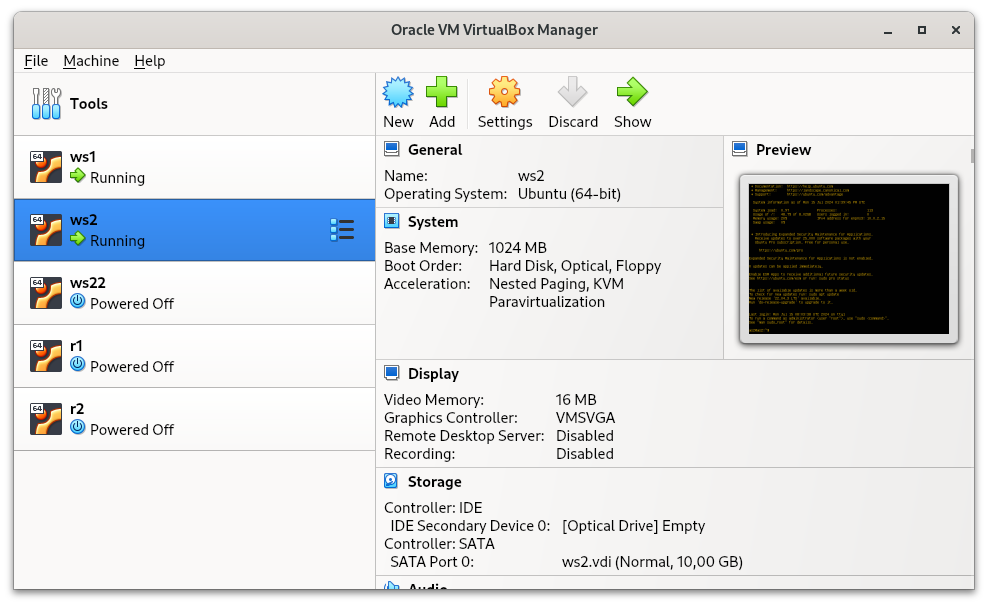 Oracle VM VirtualBox Manager
File Machine Help
Tools
64
ws1
Running
64
ws2
Running
64
ws22
Powered Off
64
r1
Powered Off
64
r2
Powered Off
New Add Settings Discard Show
General
Name: ws2
Operating System: Ubuntu (64-bit)
System
Base Memory: 1024 MB
Boot Order: Hard Disk, Optical, Floppy
Acceleration: Nested Paging, KVM
Paravirtualization
Preview
Display
Video Memory: 16 MB
Graphics Controller: VMSVGA
Remote Desktop Server: Disabled
Recording: Disabled
Storage
Controller: IDE
IDE Secondary Device 0: [Optical Drive] Empty
Controller: SATA
SATA Port 0: ws2.vdi (Normal, 10,00 GB)
Audio